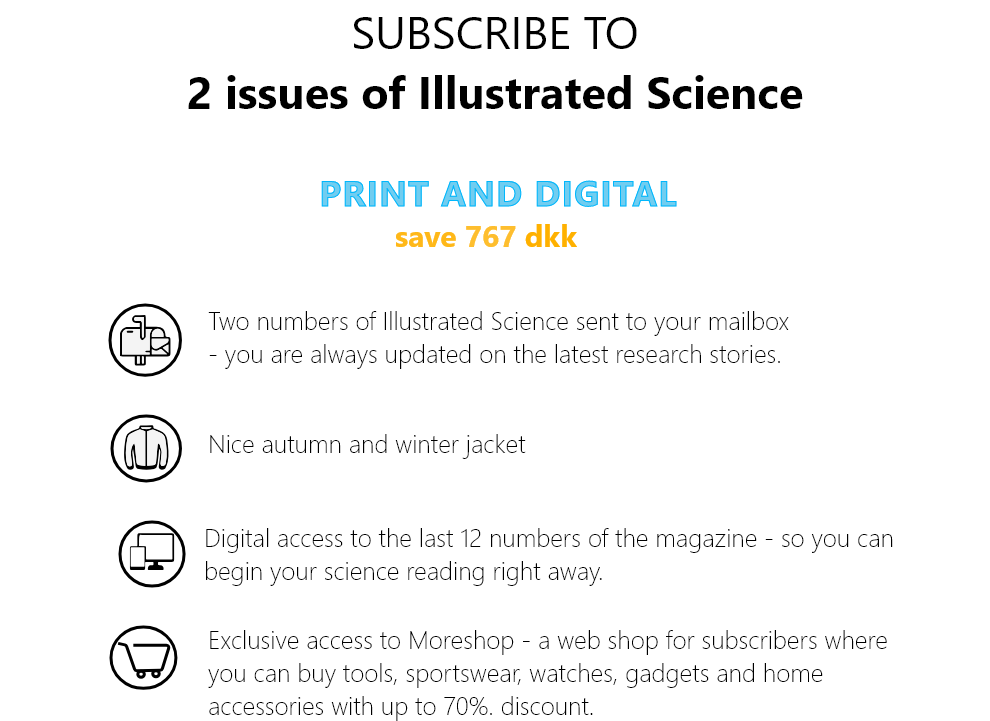 SUBSCRIBE TO
2 issues of Illustrated Science
PRINT AND DIGITAL
save 767 dkk
Two numbers of Illustrated Science sent to your mailbox
- you are always updated on the latest research stories.
Nice autumn and winter jacket
Digital access to the last 12 numbers of the magazine - so you can
begin your science reading right away.
Exclusive access to Moreshop - a web shop for subscribers where
you can buy tools, sportswear, watches, gadgets and home
accessories with up to 70%. discount.